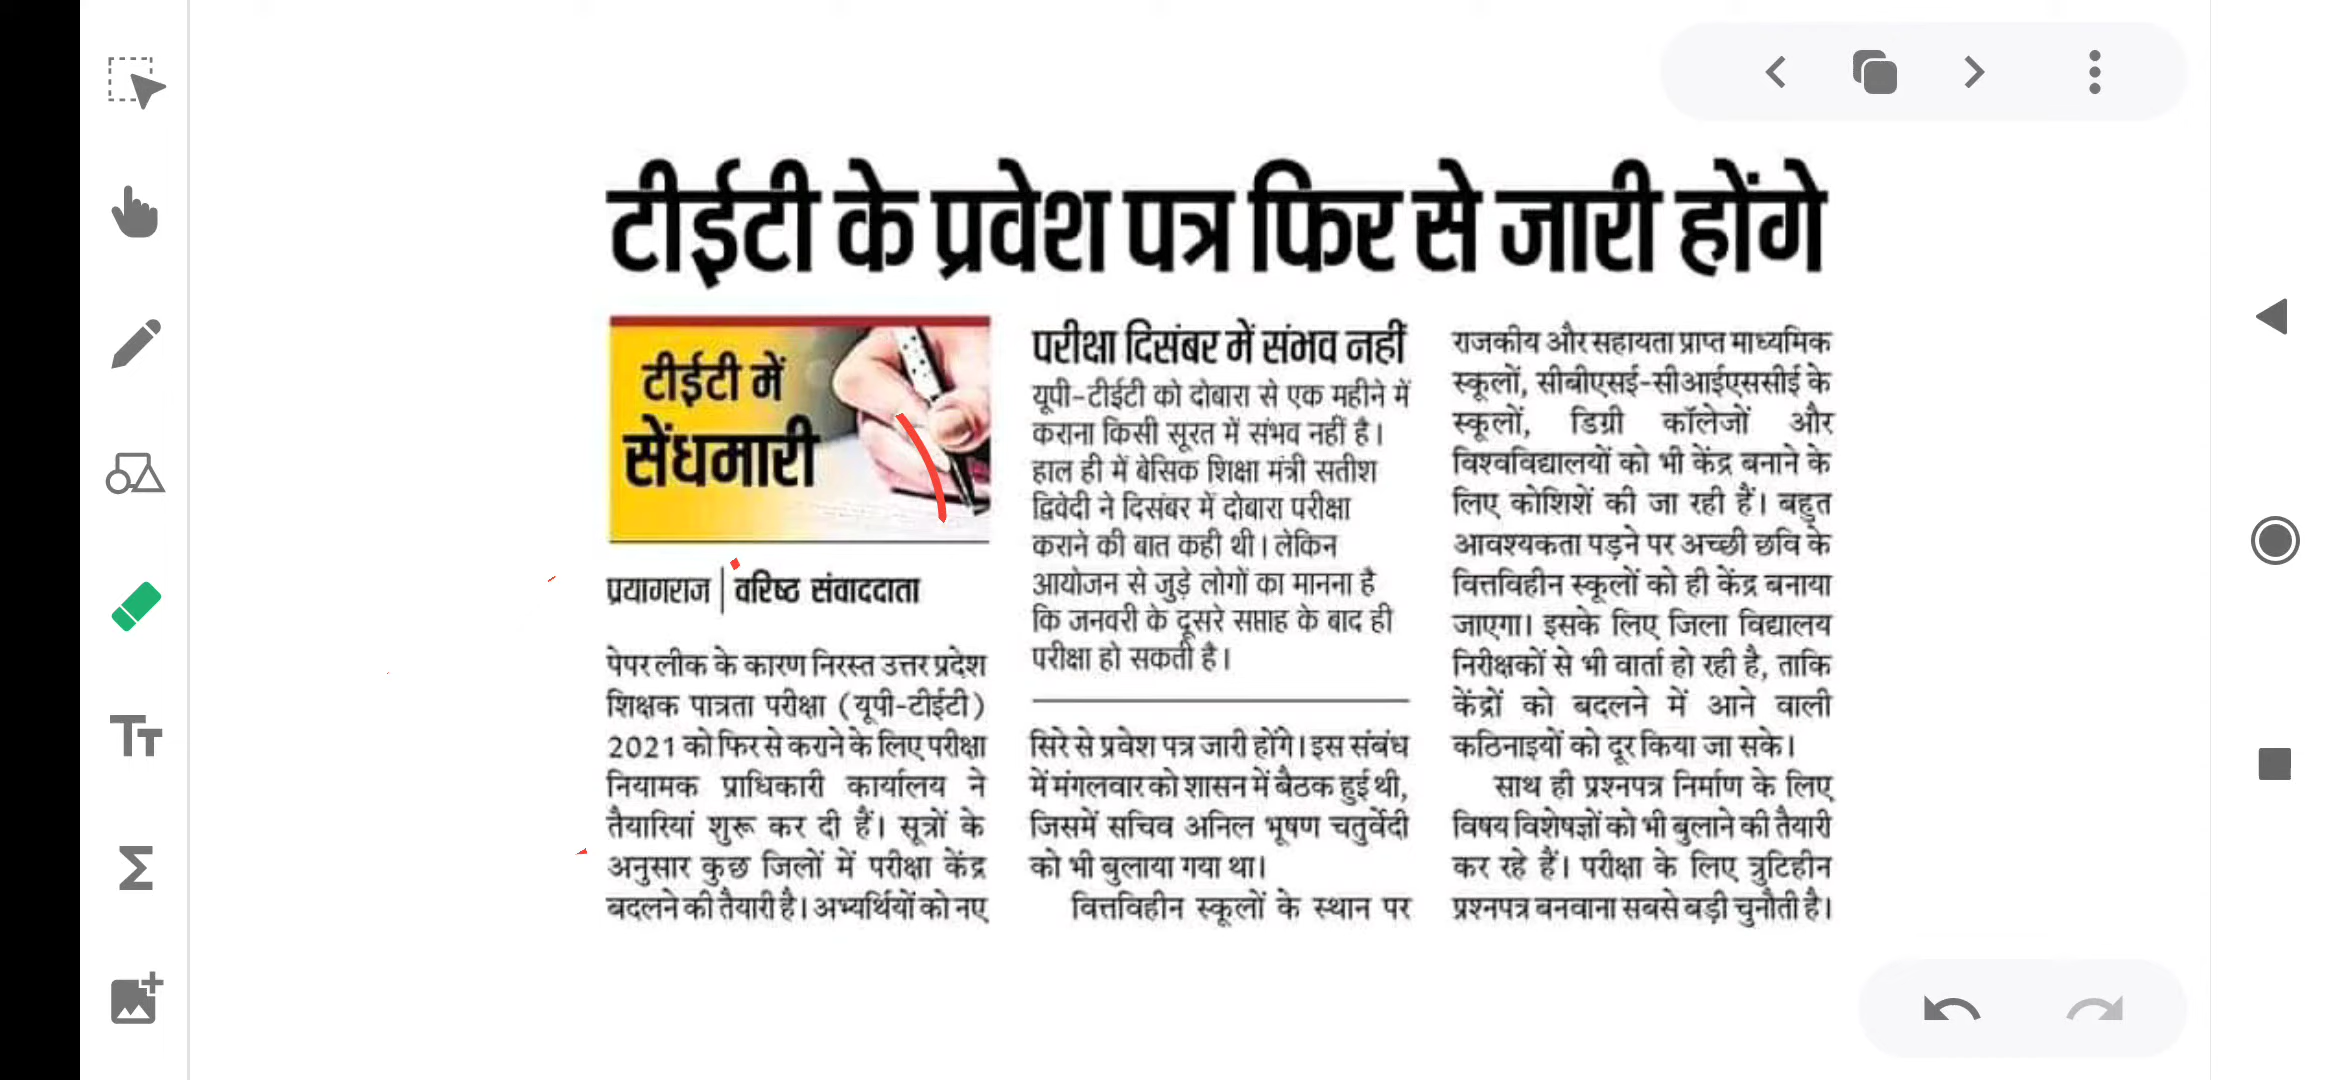 टीईटी के प्रवेश पत्र फिर से जारी होंगे
टीईटी में
सेंधमारी
प्रयागराज | वरिष्ठ संवाददाता
पेपर लीक के कारण निरस्त उत्तर प्रदेश
शिक्षक पात्रता परीक्षा (यूपी-टीईटी)
2021 को फिर से कराने के लिए परीक्षा
नियामक प्राधिकारी कार्यालय ने
तैयारियां शुरू कर दी हैं। सूत्रों के
अनुसार कुछ जिलों में परीक्षा केंद्र
बदलने की तैयारी है। अभ्यर्थियों को नए
परीक्षा दिसंबर में संभव नहीं
यूपी-टीईटी को दोबारा से एक महीने में
कराना किसी सूरत में संभव नहीं है।
हाल ही में बेसिक शिक्षा मंत्री सतीश
द्विवेदी ने दिसंबर में दोबारा परीक्षा
कराने की बात कही थी। लेकिन
आयोजन से जुड़े लोगों का मानना है
कि जनवरी के दूसरे सप्ताह के बाद ही
परीक्षा हो सकती है।
सिरे से प्रवेश पत्र जारी होंगे। इस संबंध
में मंगलवार को शासन में बैठक हुई थी,
जिसमें सचिव अनिल भूषण चतुर्वेदी
को भी बुलाया गया था।
वित्तविहीन स्कूलों के स्थान पर
राजकीय और सहायता प्राप्त माध्यमिक
स्कूलों, सीबीएसई-सीआईएससीई के
स्कूलों, डिग्री कॉलेजों और
विश्वविद्यालयों को भी केंद्र बनाने के
लिए कोशिशें की जा रही हैं। बहुत
आवश्यकता पड़ने पर अच्छी छवि के
वित्तविहीन स्कूलों को ही केंद्र बनाया
जाएगा। इसके लिए जिला विद्यालय
निरीक्षकों से भी वार्ता हो रही है, ताकि
केंद्रों को बदलने में आने वाली
कठिनाइयों को दूर किया जा सके।
साथ ही प्रश्नपत्र निर्माण के लिए
विषय विशेषज्ञों को भी बुलाने की तैयारी
कर रहे हैं। परीक्षा के लिए त्रुटिहीन
प्रश्नपत्र बनवाना सबसे बड़ी चुनौती है।